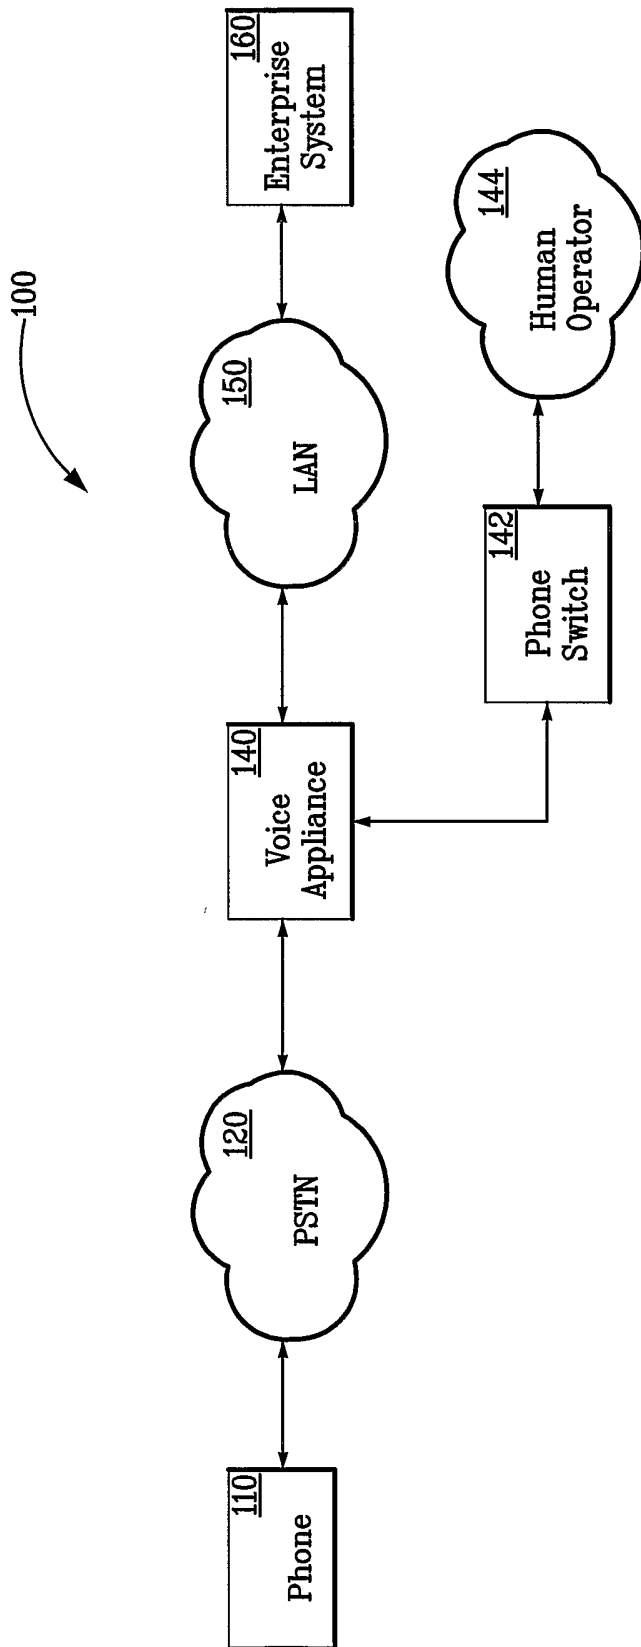 100
110
Phone
120
PSTN
140
Voice
Appliance
150
LAN
160
Enterprise
System
142
Phone
Switch
144
Human
Operator